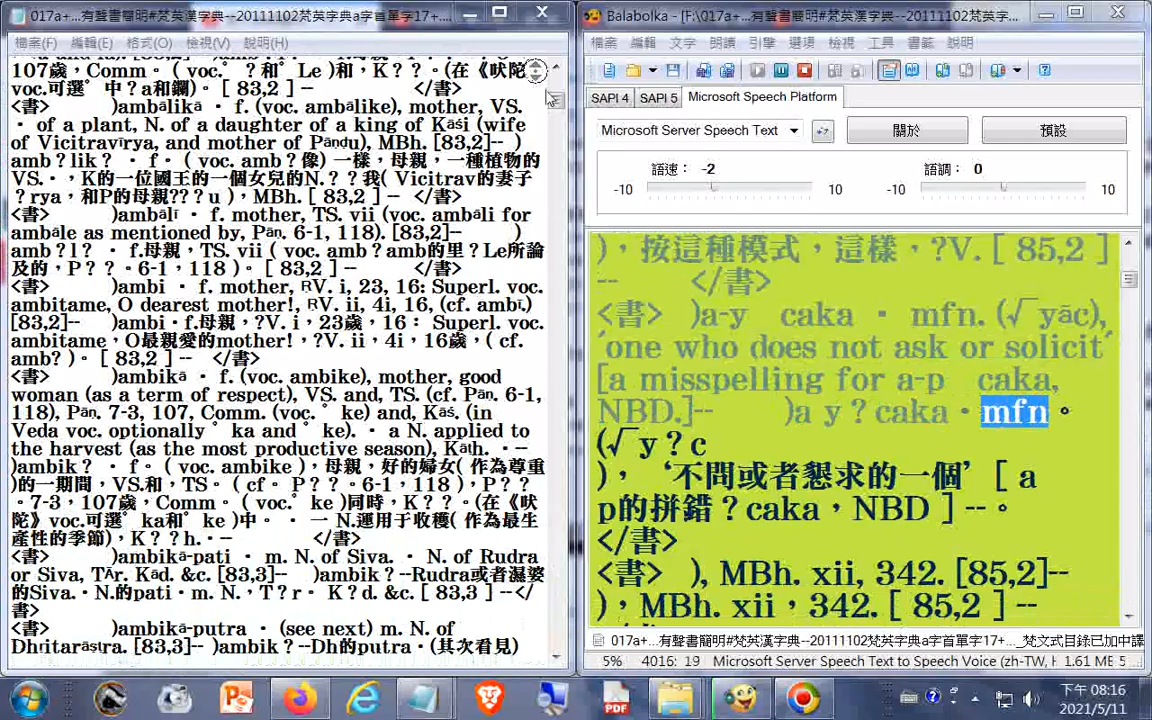 有聲書簡明#梵英漢字典--20111102梵英字典a字首單字17+...
檔案(F) 編輯(E) 格式(O) 檢視(V) 說明(H)
107歲，Comm。( voc. ゜?和゜Le )和，K？？。(在《吠陀》
voc.可選゜中？a和鑭)。[ 83,2 ] -- </書>
<書> )ambālikā ‧ f. (voc. ambālike), mother, VS.
‧ of a plant, N. of a daughter of a king of Kāśi (wife
of Vicitravīrya, and mother of Pāṇḍu), MBh. [83,2]-- )
amb？lik？ ‧ f‧ ( voc. amb？像) 一樣，母親，一種植物的
VS.‧，K的一位國王的一個女兒的N.？？我( Vicitrav的妻子
？rya，和P的母親???u )，MBh. [ 83,2 ] -- </書>
<書> )ambālī ‧ f. mother, TS. vii (voc. ambāli for
ambāle as mentioned by, Pāṇ. 6-1, 118). [83,2]-- )
amb？l？ ‧ f.母親，TS. vii ( voc. amb？amb的里？Le所論
及的，P？？。6-1，118 )。[ 83,2 ] -- </書>
<書> )ambi ‧ f. mother, RV. i, 23, 16: Superl. voc.
ambitame, O dearest mother!, RV. ii, 4i, 16, (cf. ambī.)
[83,2]-- )ambi‧f.母親，?V. i，23歲，16： Superl. voc.
ambitame，O最親愛的mother!，?V. ii，4i，16歲，( cf.
amb？)。[ 83,2 ] -- </書>
<書> )ambikā ‧ f. (voc. ambike), mother, good
woman (as a term of respect), VS. and, TS. (cf. Pāṇ. 6-1,
118), Pāṇ. 7-3, 107, Comm. (voc. ゜ke) and, Kāś. (in
Veda voc. optionally ゜ka and゜ke). ‧ a N. applied to
the harvest (as the most productive season), Kāṭh. ‧--
)ambik？ ‧ f。( voc. ambike )，母親，好的婦女( 作為尊重
)的一期間，VS.和，TS。( cf。P？？。6-1，118 )，P？？
。7-3，107歲，Comm。( voc.゜ke )同時，K？？。(在《吠
陀》voc.可選゜ka和゜ke )中。‧ 一 N.運用于收穫( 作為最生
產性的季節)，K？？h.‧-- </書>
<書> )ambikā-pati ‧ m. N. of Siva. ‧ N. of Rudra
or Siva, TĀr. Kād. &c. [83,3]-- )ambik？--Rudra或者濕婆
的Siva‧N.的pati‧m. N.，T？r‧ K？d. &c. [ 83,3 ] --</
書>
<書> )ambikā-putra ‧ (see next) m. N. of
Dhritarāṣṭra. [83,3]-- )ambik？--Dh的putra‧(其次看見)
Balabolka - [F:\017a+...有聲書簡明#梵英漢字典--20111102梵英字...
檔案 編輯 文字 朗讀 引擎 選項 檢視 工具 書籤 說明
SAPI 4 SAPI 5 Microsoft Speech Platform
Microsoft Server Speech Text 關於 預設
語速： -2 語調： 0
-10 10 -10 10
)，按這種模式，這樣，?V. [ 85,2 ]
-- </書>
<書> )a-y caka ‧ mfn. (√ yāc),
'one who does not ask or solicit'
[a misspelling for a-p caka,
NBD.]-- )a y ? caka‧mfn。
(√y ? c
)，‘不問或者懇求的一個’[ a
p的拼錯？caka，NBD ] --。
</書>
<書> ), MBh. xii, 342. [85,2]--
)，MBh. xii，342. [ 85,2 ] --
017a+...有聲書簡明#梵英漢字典--20111102梵英字典a字首單字17+..._梵文式目錄已加中譯
5% 4016: 19 Microsoft Server Speech Text to Speech Voice (zh-TW, H 1.61 MB
下午 08:16
2021/5/11